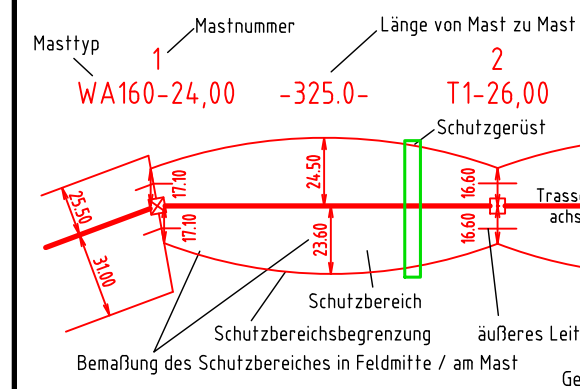 Mastnummer
Länge von Mast zu Mast
Masttyp
1
2
WA160-24,00
-325.0-
T1-26,00
Schutzgerüst
17.10
24.50
16.60
25.50
Trass
achs
17.10
23.60
16.60
31.00
Schutzbereich
Schutzbereichsbegrenzung
äußeres Leit
Bemaßung des Schutzbereiches in Feldmitte / am Mast
Ge